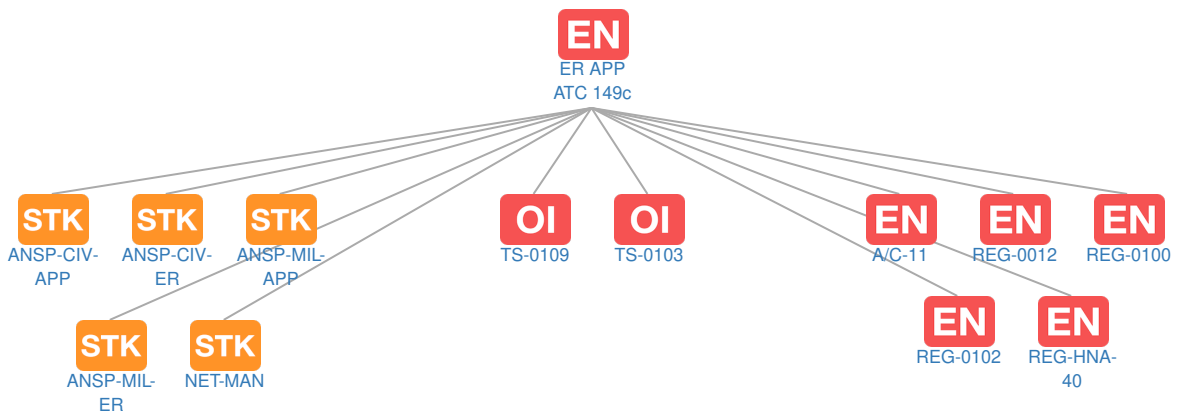 EN
ER APP
ATC 149c
STK
ANSP-CIV-
APP
STK
ANSP-CIV-
ER
STK
ANSP-MIL-
APP
OI
TS-0109
OI
TS-0103
EN
A/C-11
EN
REG-0012
EN
REG-0100
STK
ANSP-MIL-
ER
STK
NET-MAN
EN
REG-0102
EN
REG-HNA-
40